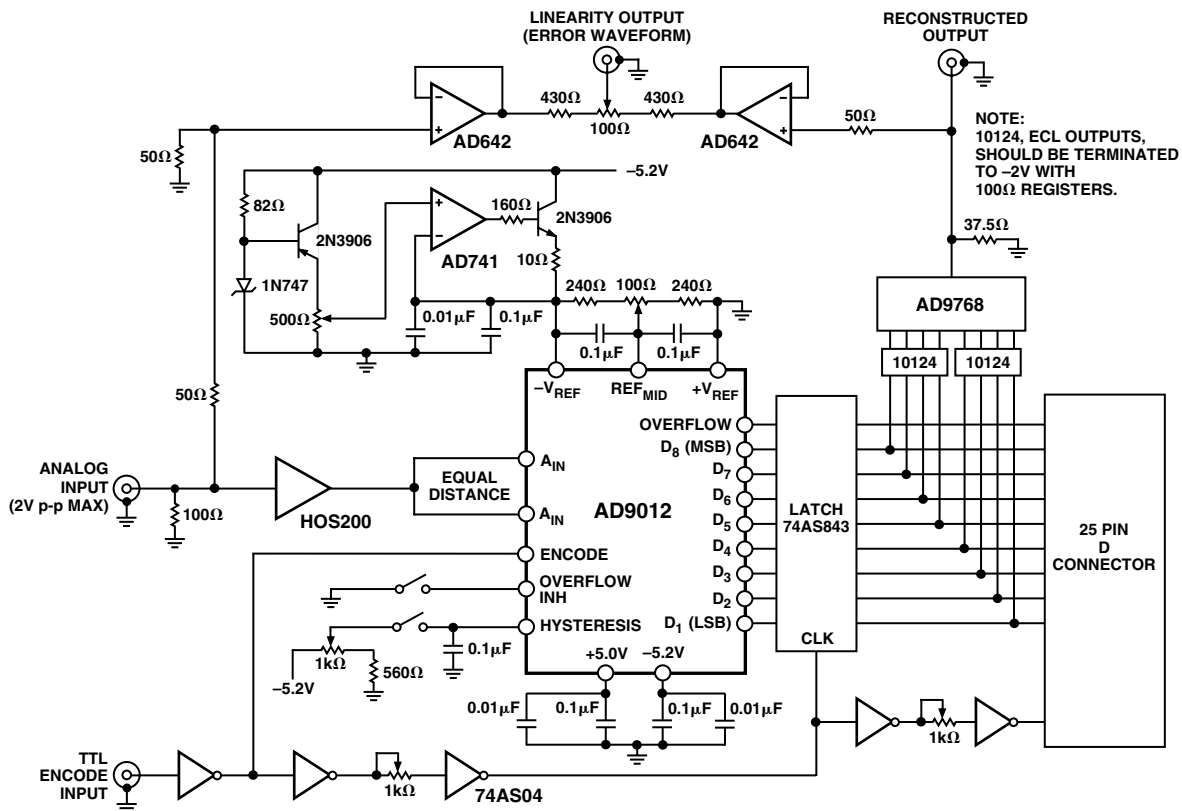 LINEARITY OUTPUT
(ERROR WAVEFORM)
RECONSTRUCTED
OUTPUT
430Ω
430Ω
100Ω
AD642
AD642
50Ω
50Ω
NOTE:
10124, ECL OUTPUTS,
SHOULD BE TERMINATED
TO –2V WITH
100Ω REGISTERS.
–5.2V
82Ω
2N3906
160Ω
2N3906
AD741
10Ω
1N747
500Ω
0.01µF
0.1µF
240Ω
100Ω
240Ω
0.1µF
0.1µF
37.5Ω
AD9768
10124
10124
50Ω
–VREF
REFMID
+VREF
ANALOG
INPUT
(2V p-p MAX)
100Ω
HOS200
EQUAL
DISTANCE
AIN
AIN
ENCODE
OVERFLOW
INH
HYSTERESIS
AD9012
OVERFLOW
D8 (MSB)
D7
D6
D5
D4
D3
D2
D1 (LSB)
LATCH
74AS843
CLK
25 PIN
D
CONNECTOR
–5.2V
1kΩ
560Ω
0.1µF
+5.0V
–5.2V
0.01µF
0.1µF
0.1µF
0.01µF
1kΩ
TTL
ENCODE
INPUT
1kΩ
74AS04